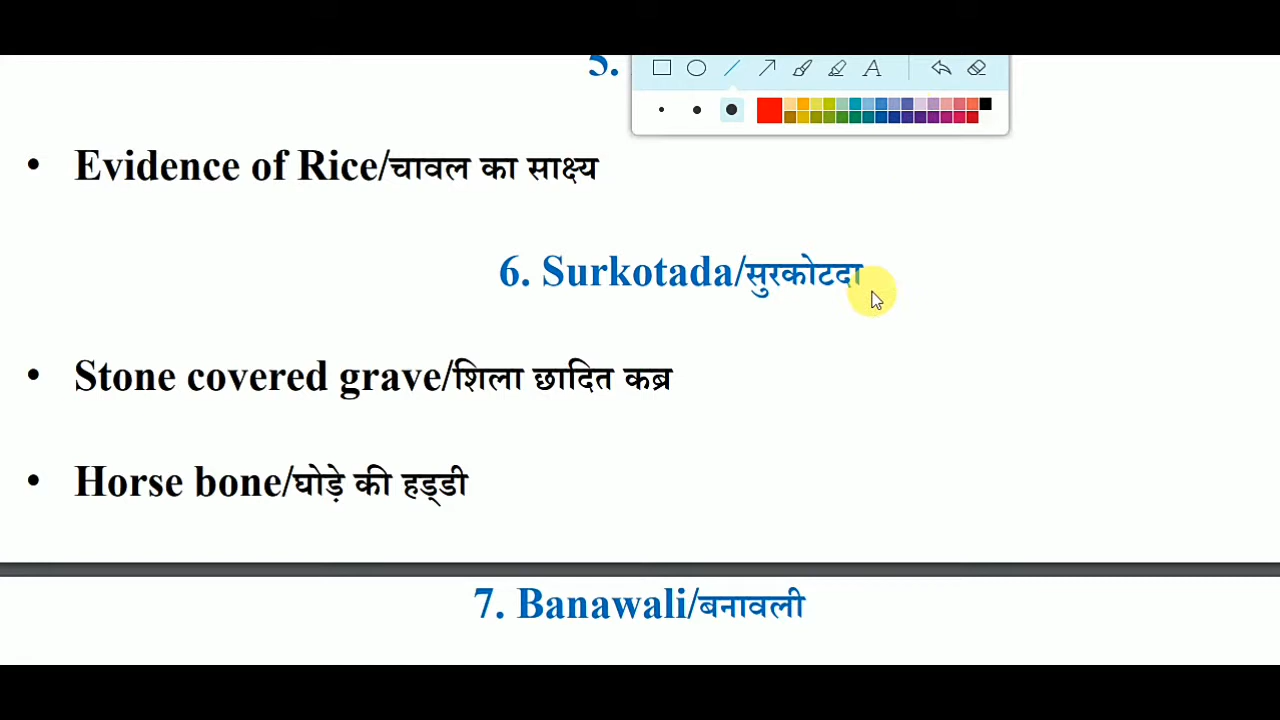 5.
• Evidence of Rice/चावल का साक्ष्य
6. Surkotada/सुरकोटदा
• Stone covered grave/शिला छादित कब्र
• Horse bone/घोड़े की हड्डी
7. Banawali/बनावली